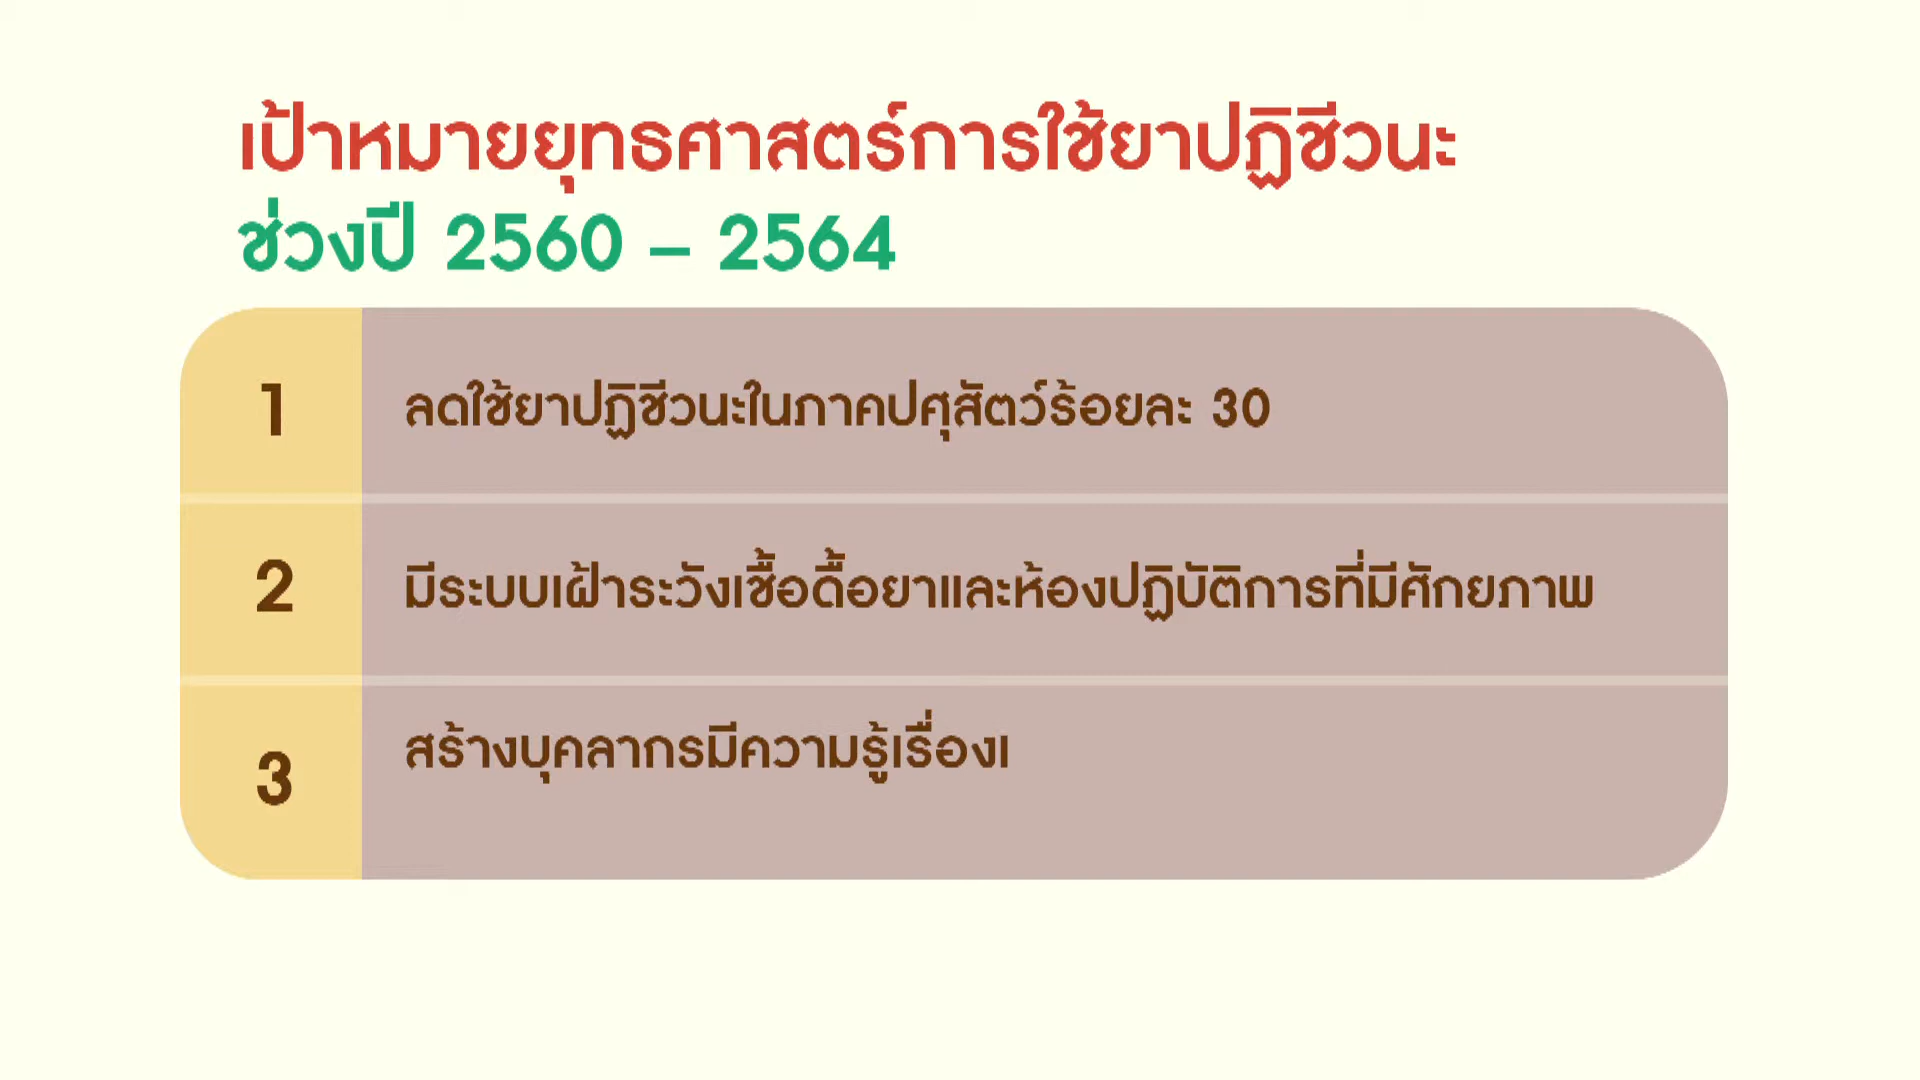 เป้าหมายยุทธศาสตร์การใช้ยาปฏิชีวนะ
ช่วงปี 2560 – 2564
1 ลดใช้ยาปฏิชีวนะในภาคปศุสัตว์ร้อยละ 30
2 มีระบบเฝ้าระวังเชื้อดื้อยาและห้องปฏิบัติการที่มีศักยภาพ
3 สร้างบุคลากรมีความรู้เรื่องเ